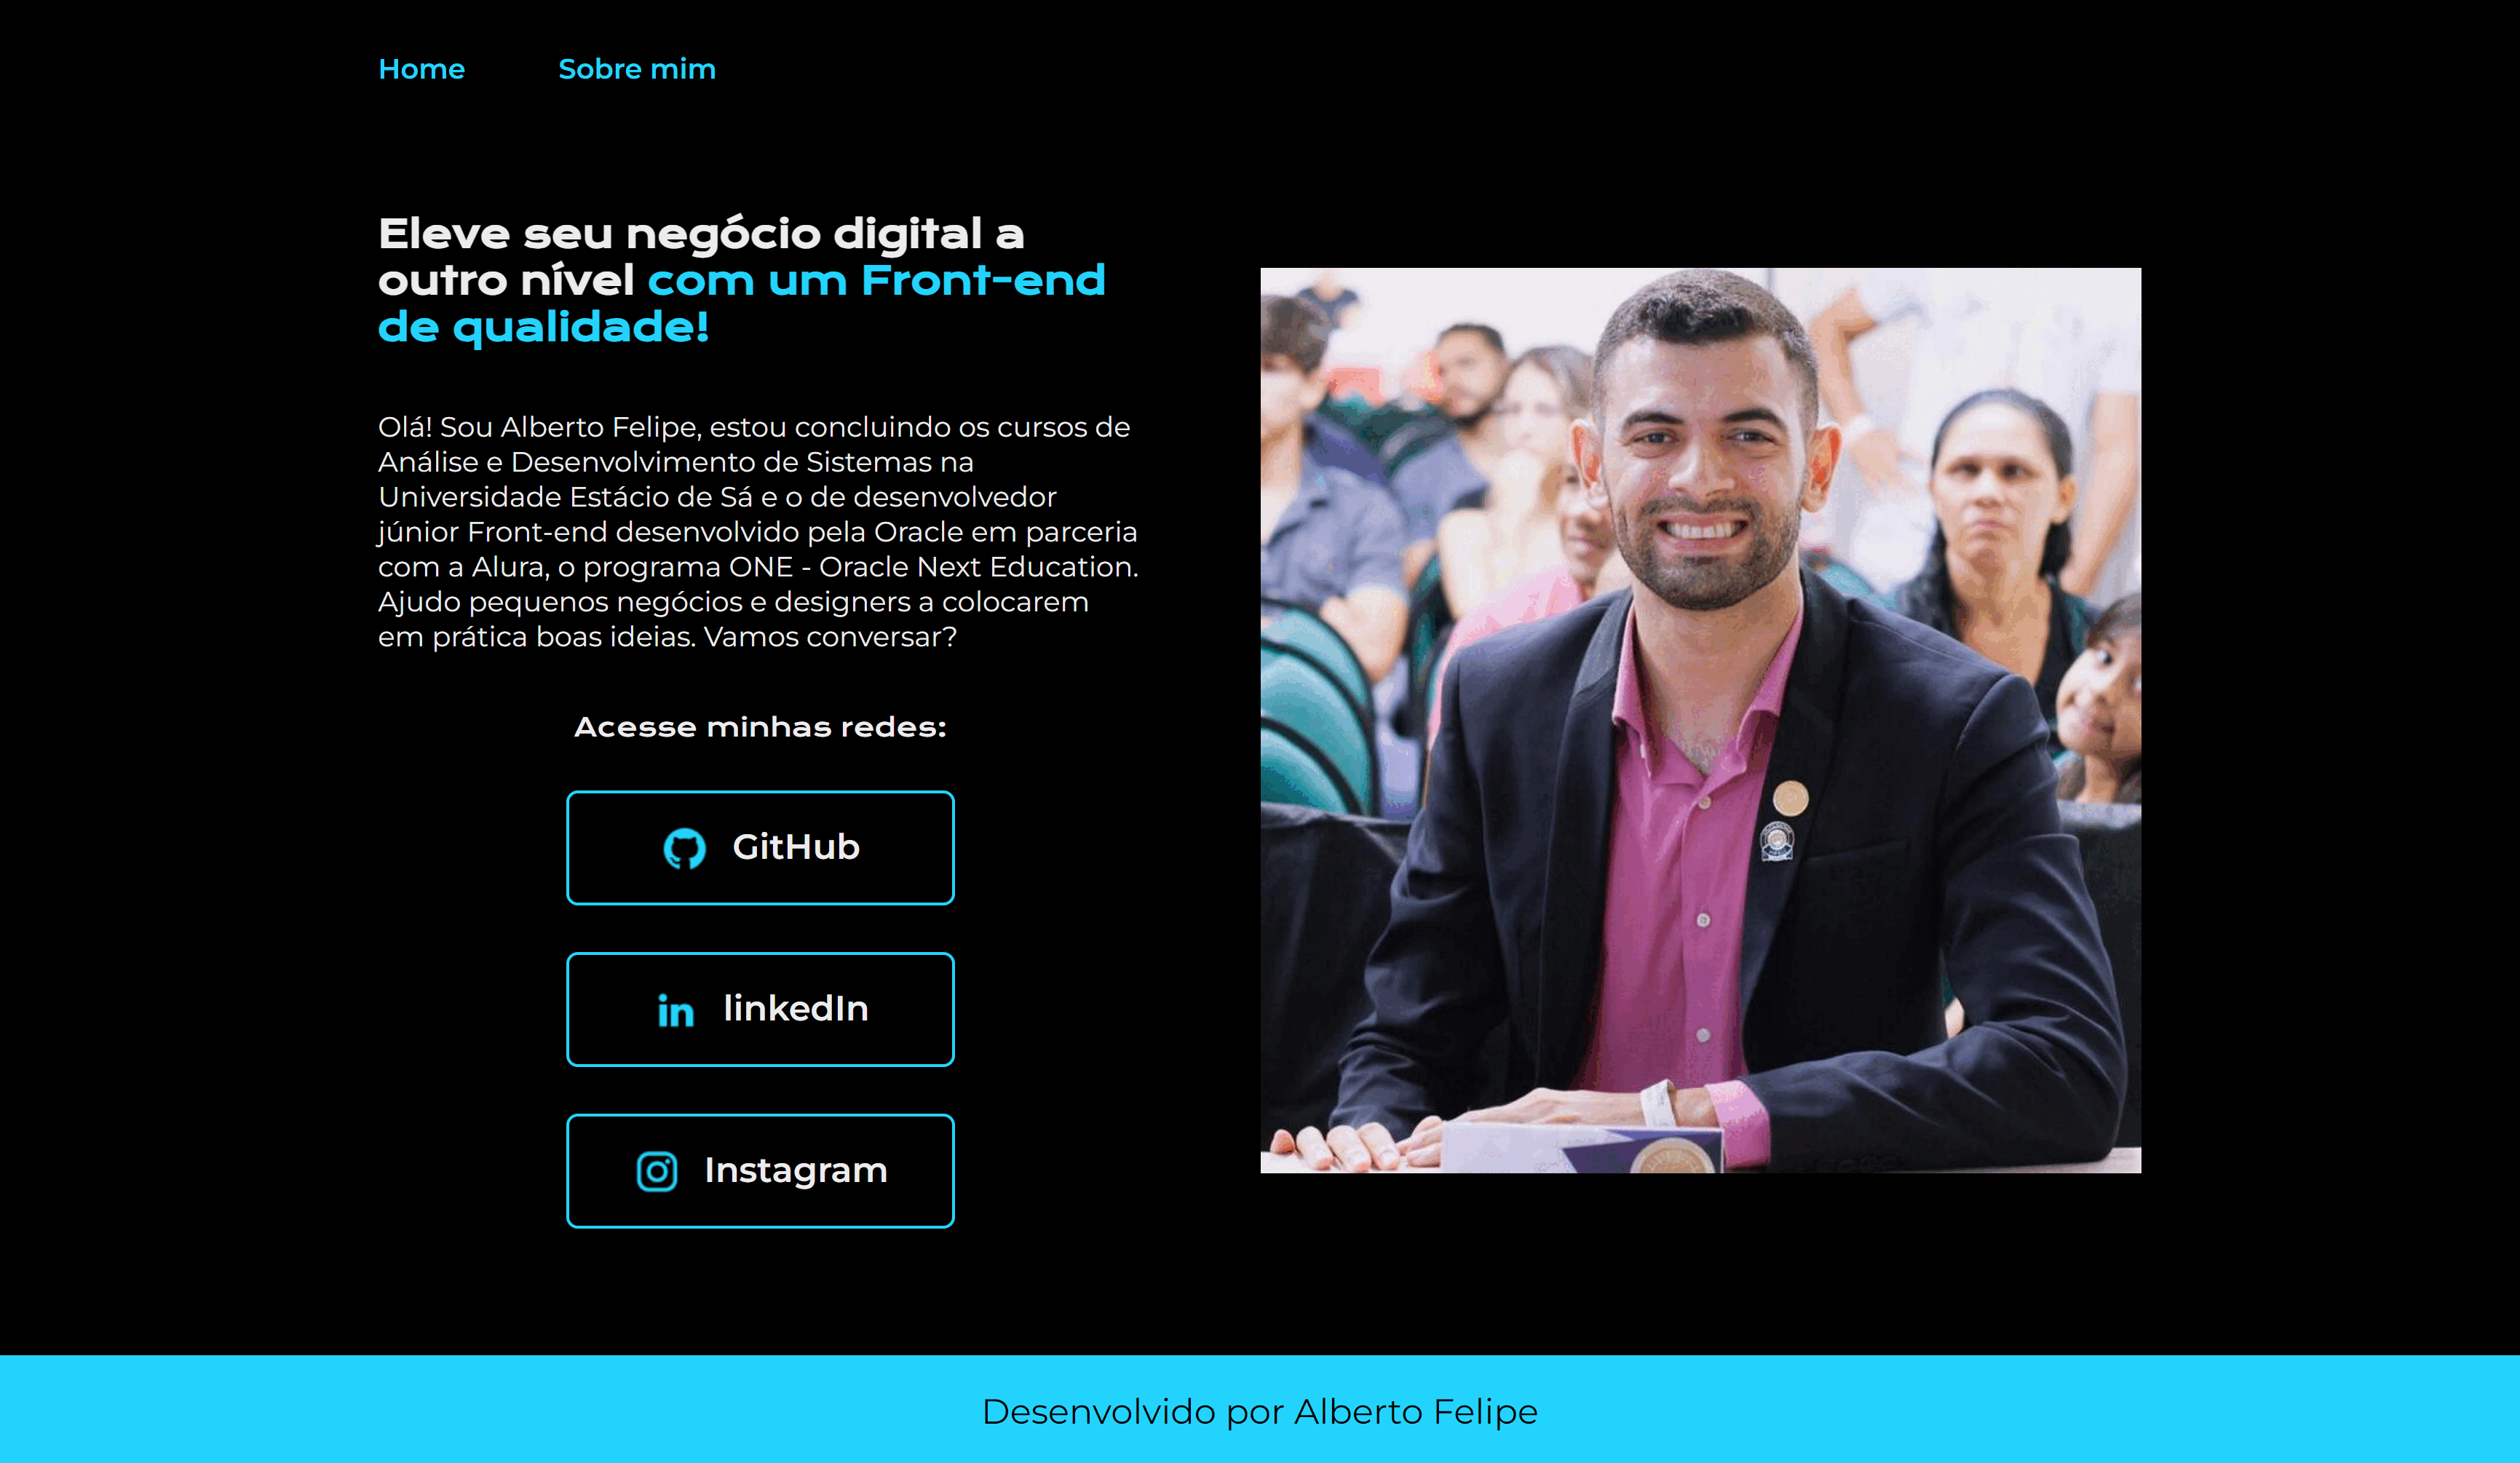 Home Sobre mim
Eleve seu negócio digital a
outro nível com um Front-end
de qualidade!
Olá! Sou Alberto Felipe, estou concluindo os cursos de
Análise e Desenvolvimento de Sistemas na
Universidade Estácio de Sá e o de desenvolvedor
júnior Front-end desenvolvido pela Oracle em parceria
com a Alura, o programa ONE - Oracle Next Education.
Ajudo pequenos negócios e designers a colocarem
em prática boas ideias. Vamos conversar?
Acesse minhas redes:
GitHub
in linkedIn
Instagram
Desenvolvido por Alberto Felipe